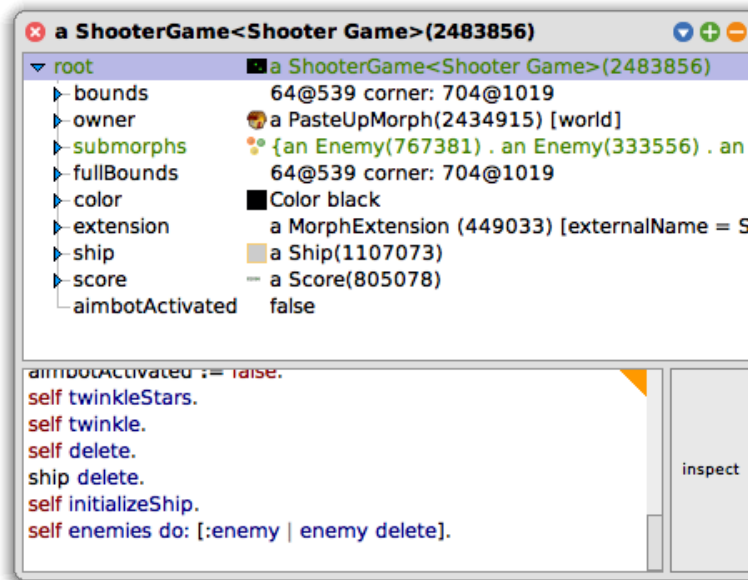 a ShooterGame<Shooter Game>(2483856)
root a ShooterGame<Shooter Game>(2483856)
bounds 64@539 corner: 704@1019
owner a PasteUpMorph(2434915) [world]
submorphs {an Enemy(767381) . an Enemy(333556) . an
fullBounds 64@539 corner: 704@1019
color Color black
extension a MorphExtension (449033) [externalName = S
ship a Ship(1107073)
score a Score(805078)
aimbotActivated false
aimbotActivated := false.
self twinkleStars.
self twinkle.
self delete.
ship delete.
self initializeShip.
self enemies do: [:enemy | enemy delete].
inspect